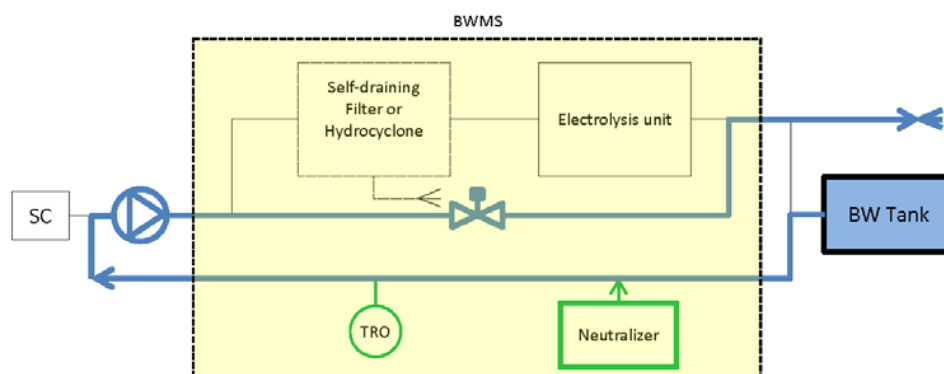 BWMS
Self-draining
Filter or
Hydrocyclone
Electrolysis unit
SC
BW Tank
TRO
Neutralizer